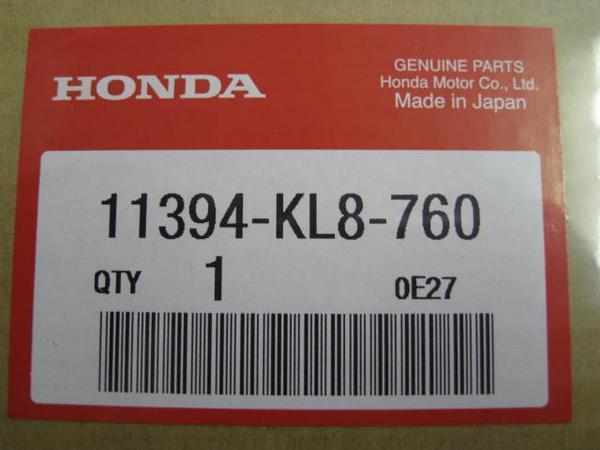 HONDA
GENUINE PARTS
Honda Motor Co., Ltd.
Made in Japan
11394-KL8-760
QTY 1 0E27